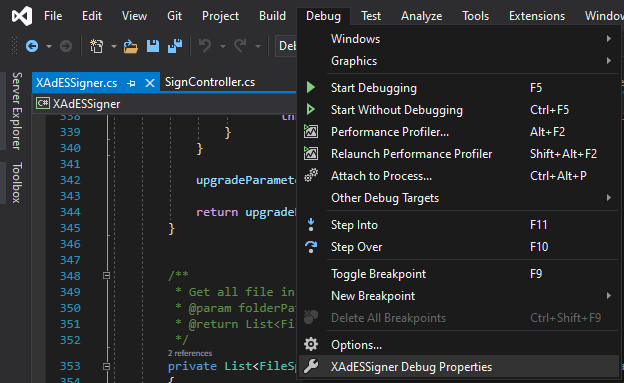 File Edit View Git Project Build Debug Test Analyze Tools Extensions Window
De
XAdESSigner.cs SignController.cs
C# XAdESSigner
Server Explorer
Toolbox
Windows
Graphics
Start Debugging F5
Start Without Debugging Ctrl+F5
Performance Profiler... Alt+F2
Relaunch Performance Profiler Shift+Alt+F2
Attach to Process... Ctrl+Alt+P
Other Debug Targets
Step Into F11
Step Over F10
Toggle Breakpoint F9
New Breakpoint
Delete All Breakpoints Ctrl+Shift+F9
Options...
XAdESSigner Debug Properties
338 th
339 }
340 }
341
342 upgradeParamet
343
344 return upgrade
345 }
346
347
348 /**
349 * Get all file in
350 * @param folderPa
351 * @return List<Fi
352 */
2 references
353 private List<FileSp
354 {